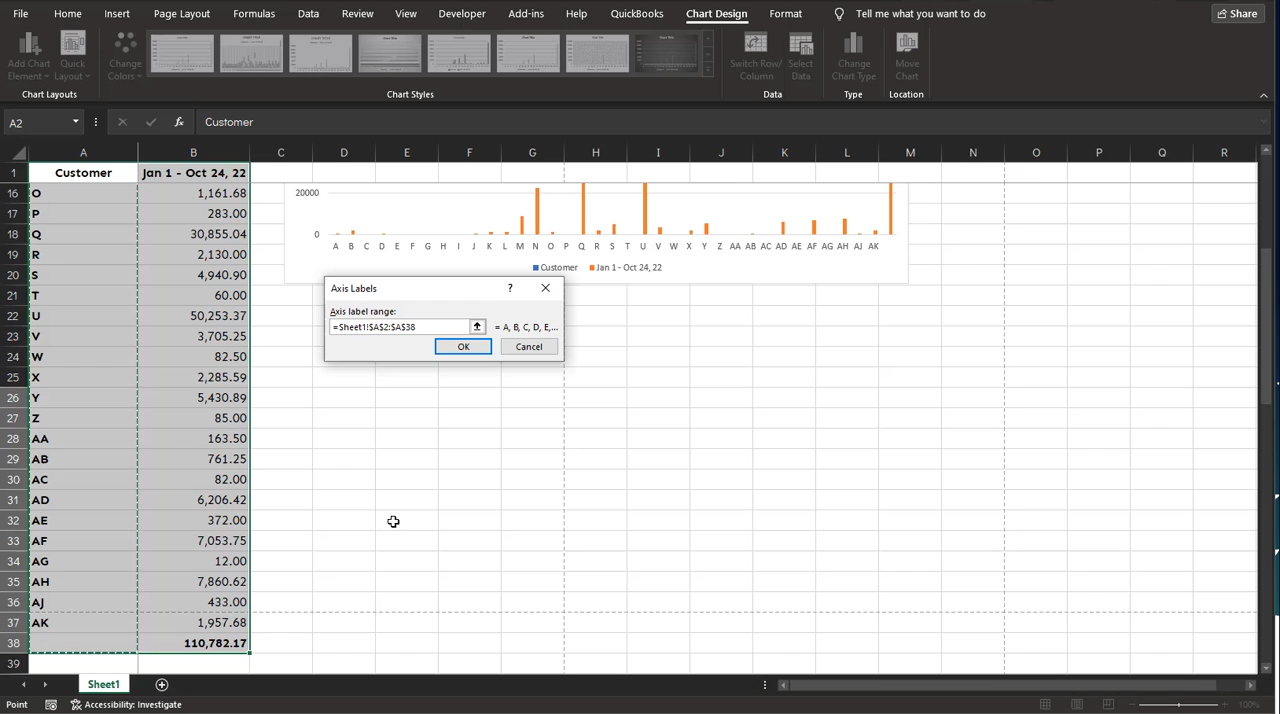 File Home Insert Page Layout Formulas Data Review View Developer Add-ins Help QuickBooks Chart Design Format Tell me what you want to do Share
Add Chart Element Quick Layout Change Colors Switch Row/ Column Select Data Change Chart Type Move Chart
Chart Layouts Chart Styles Data Type Location
A2 fx Customer
A B C D E F G H I J K L M N O P Q R
1 Customer Jan 1 - Oct 24, 22
16 O 1,161.68
17 P 283.00
18 Q 30,855.04
19 R 2,130.00
20 S 4,940.90
21 T 60.00
22 U 50,253.37
23 V 3,705.25
24 W 82.50
25 X 2,285.59
26 Y 5,430.89
27 Z 85.00
28 AA 163.50
29 AB 761.25
30 AC 82.00
31 AD 6,206.42
32 AE 372.00
33 AF 7,053.75
34 AG 12.00
35 AH 7,860.62
36 AJ 433.00
37 AK 1,957.68
38 110,782.17
39
20000
0
A B C D E F G H I J K L M N O P Q R S T U V W X Y Z AA AB AC AD AE AF AG AH AJ AK
Customer Jan 1 - Oct 24, 22
Axis Labels ?
Axis label range:
=Sheet1!$A$2:$A$38 = A, B, C, D, E,...
OK Cancel
Sheet1
Point Accessibility: Investigate 100%